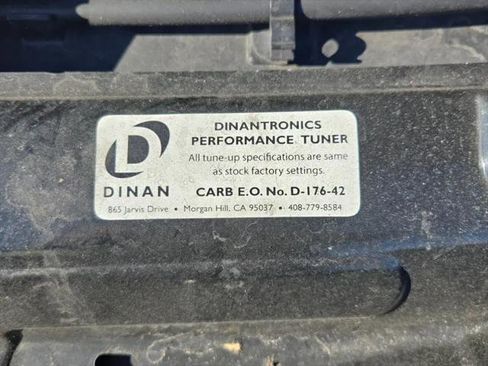 DINANTRONICS
PERFORMANCE TUNER
All tune-up specifications are same
as stock factory settings.
DINAN
CARB E.O. No. D-176-42
865 Jarvis Drive • Morgan Hill, CA 95037 • 408-779-8584